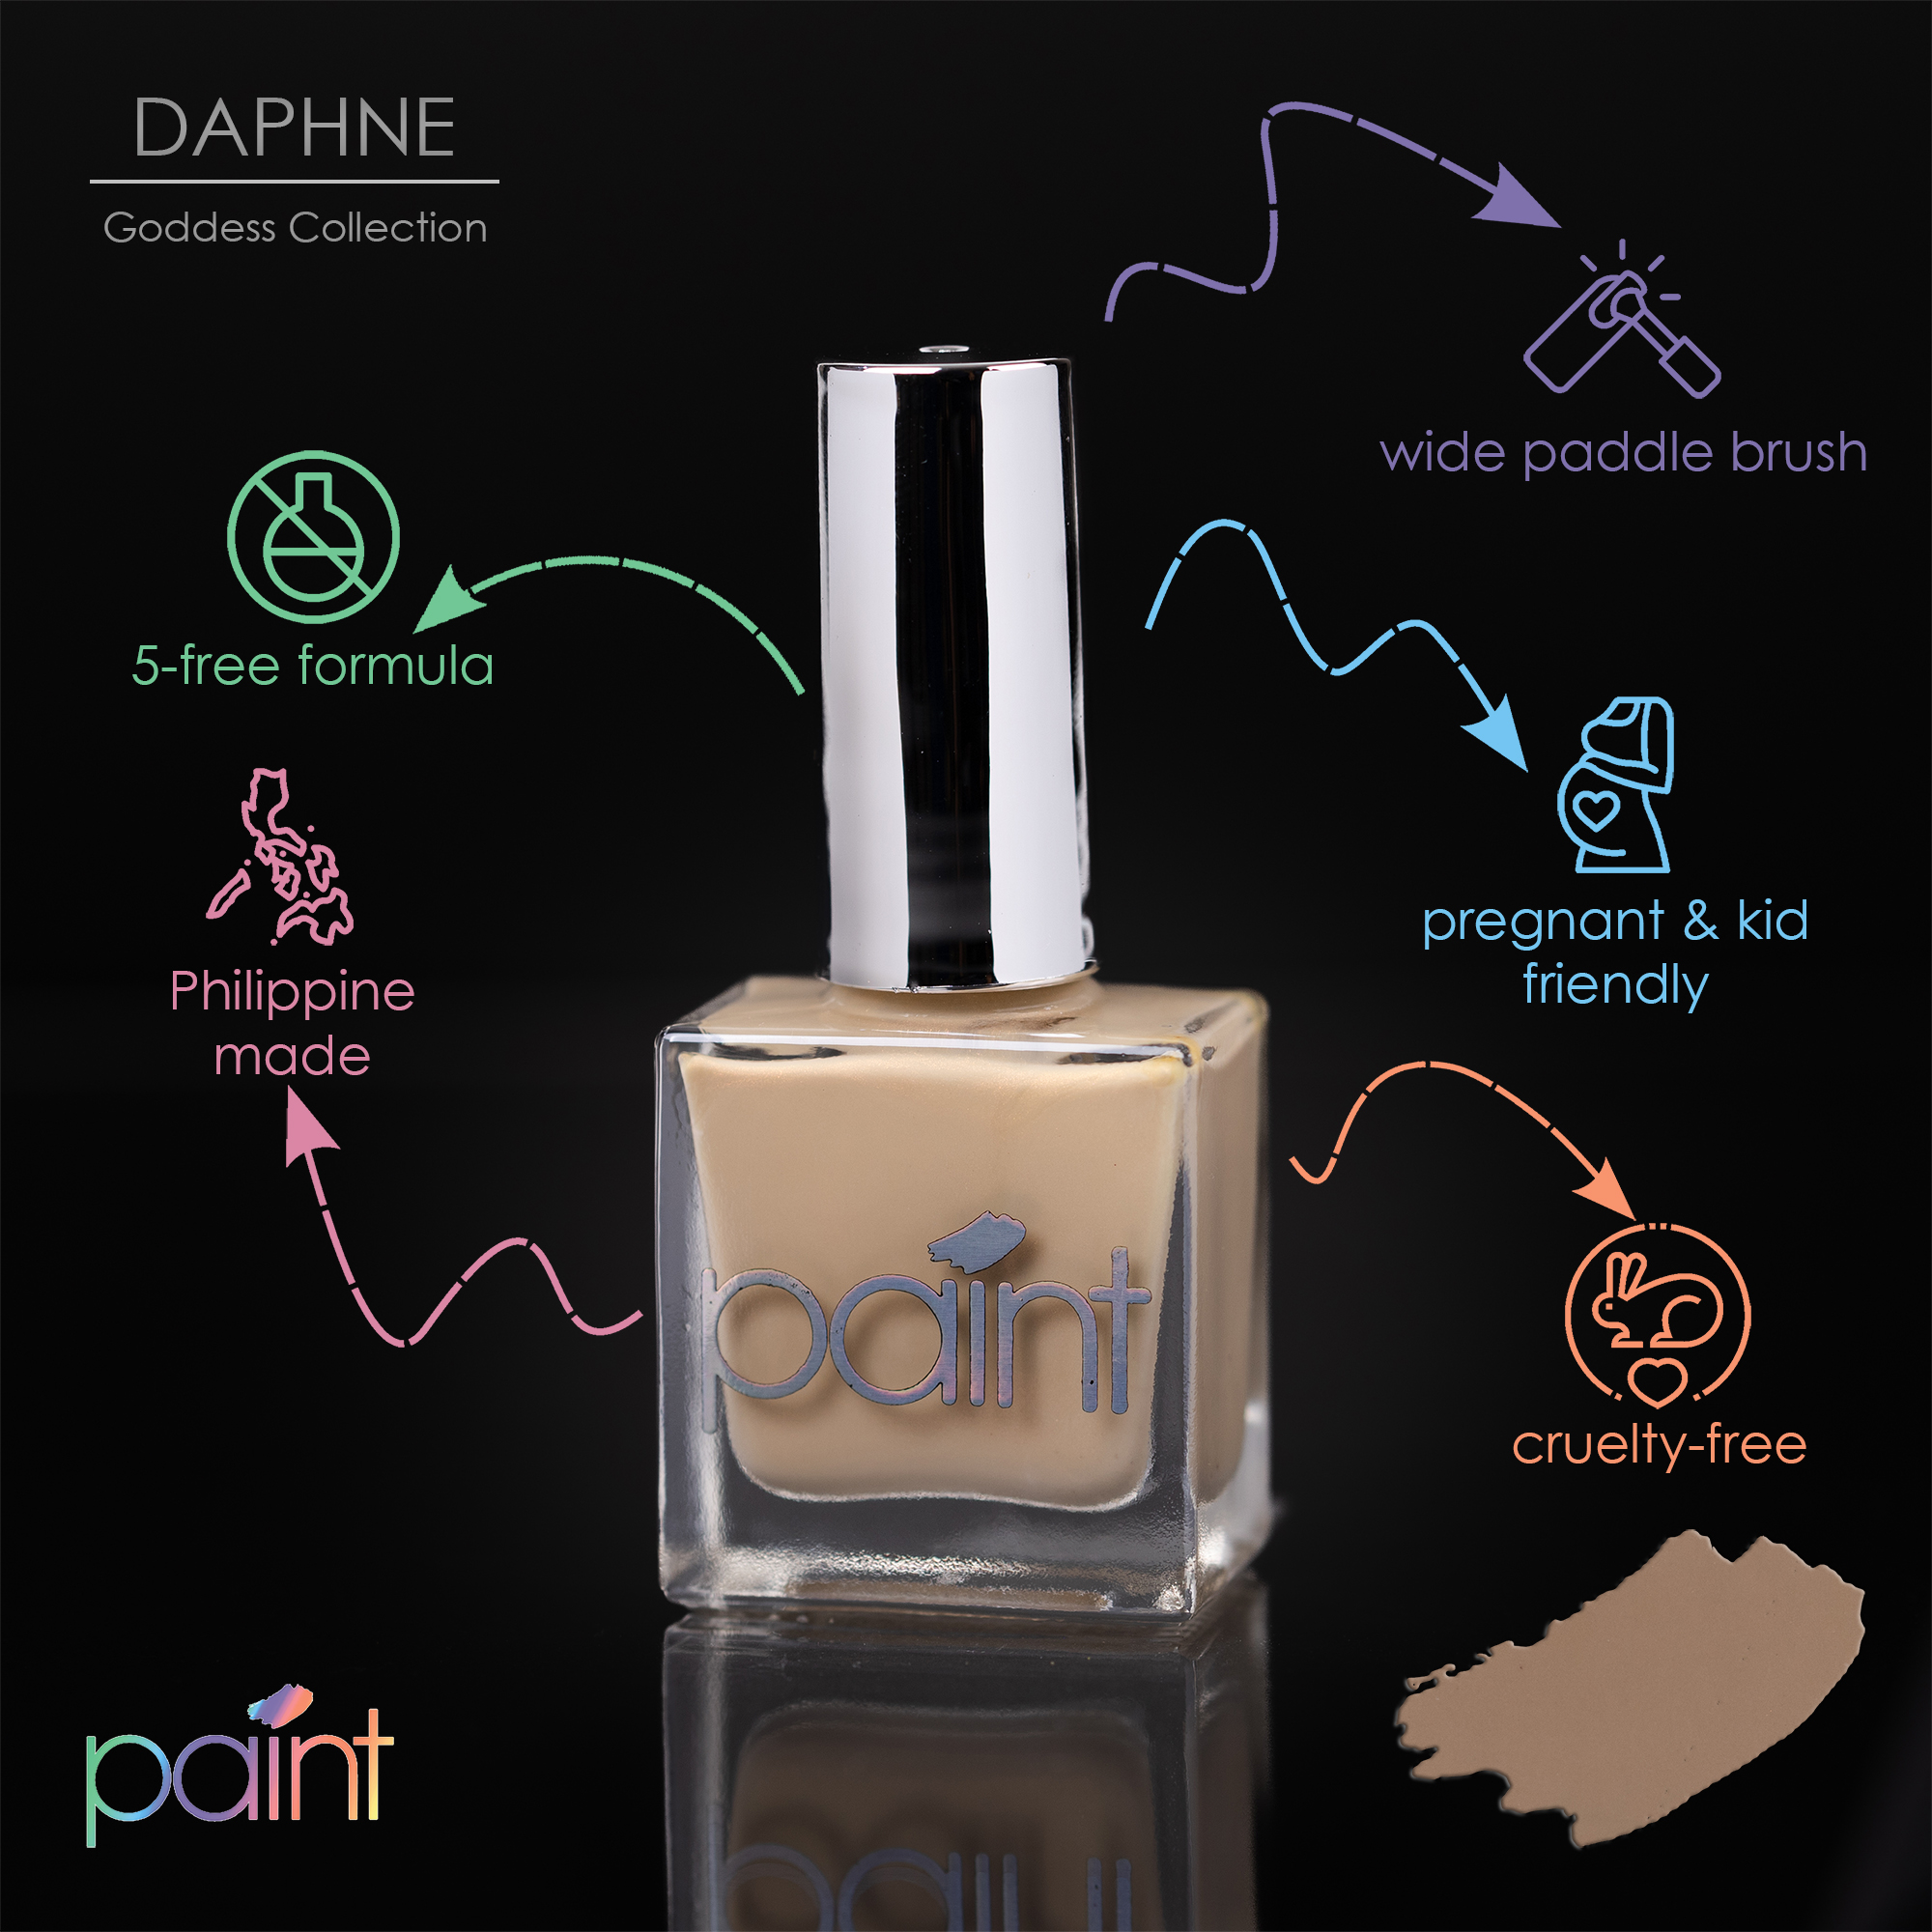 DAPHNE
Goddess Collection
wide paddle brush
5-free formula
pregnant & kid
friendly
Philippine
made
paint
cruelty-free
paint